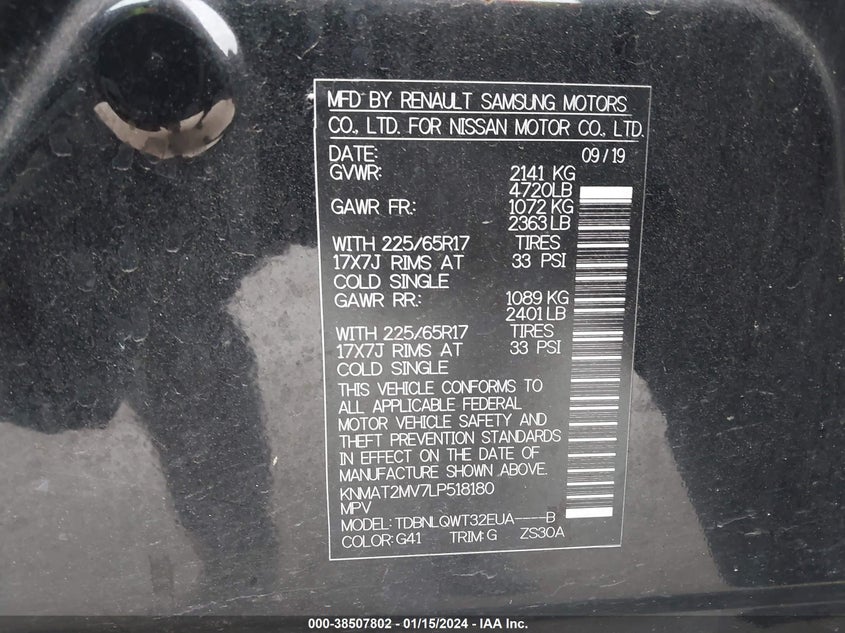 MFD BY RENAULT SAMSUNG MOTORS
CO., LTD. FOR NISSAN MOTOR CO., LTD.
DATE: 09/19
GVWR: 2141 KG
4720LB
GAWR FR.: 1072 KG
2363 LB
WITH 225/65R17 TIRES
17X7J RIMS AT 33 PSI
COLD SINGLE
GAWR RR.: 1089 KG
2401 LB
WITH 225/65R17 TIRES
17X7J RIMS AT 33 PSI
COLD SINGLE
THIS VEHICLE CONFORMS TO
ALL APPLICABLE FEDERAL
MOTOR VEHICLE SAFETY AND
THEFT PREVENTION STANDARDS
IN EFFECT ON THE DATE OF
MANUFACTURE SHOWN ABOVE.
KNMAT2MV7LP518180
MPV
MODEL: TDBNLQWT32EUA----B
COLOR: G41 TRIM: G ZS30A
000-38507802 - 01/15/2024 - IAA Inc.